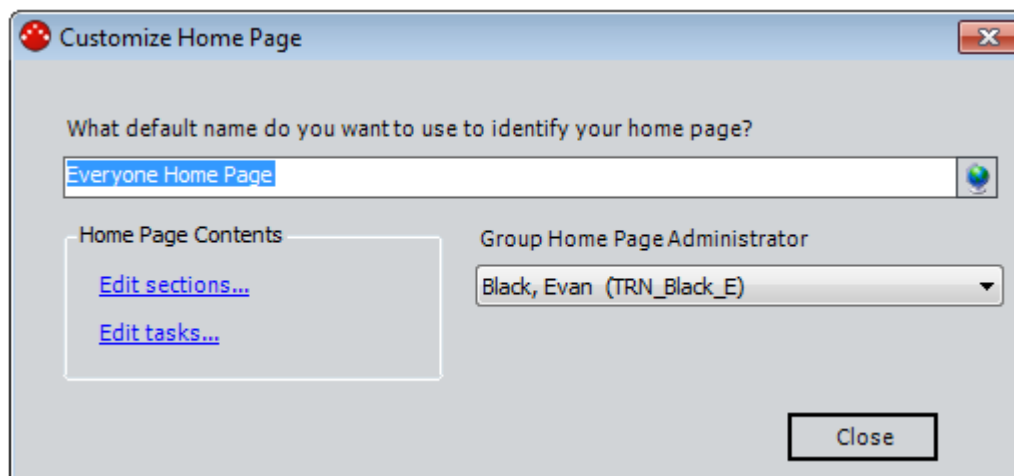 Customize Home Page
What default name do you want to use to identify your home page?
Everyone Home Page
Home Page Contents
Edit sections...
Edit tasks...
Group Home Page Administrator
Black, Evan (TRN_Black_E)
Close